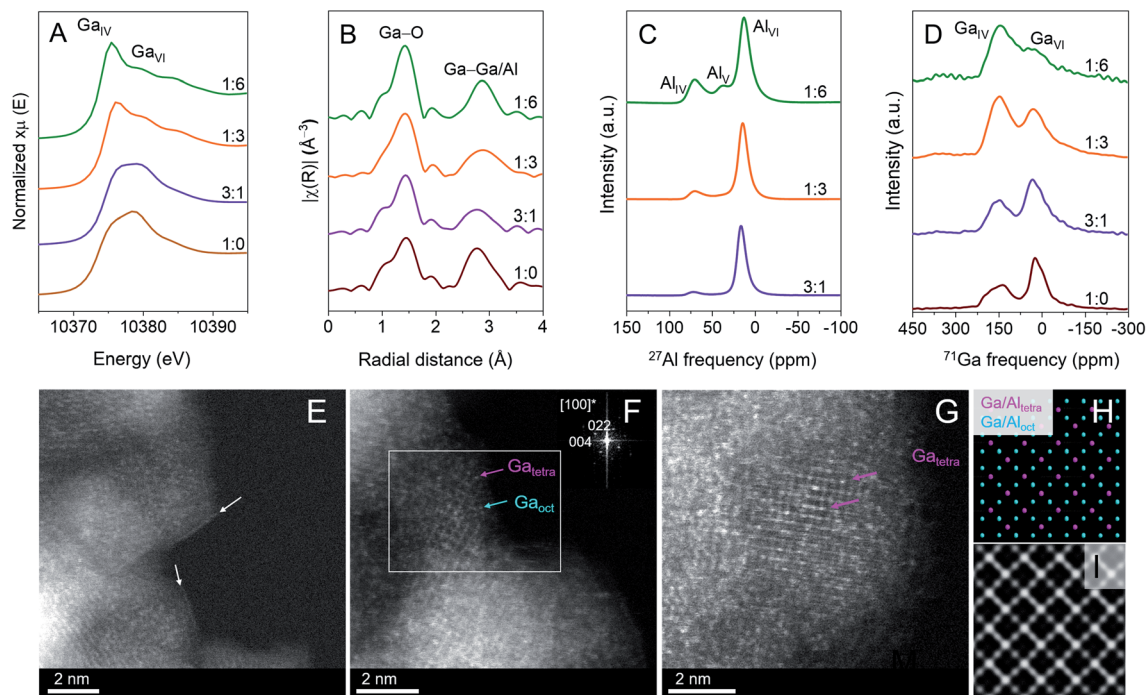 A
Ga_IV
Ga_VI
1:6
1:3
3:1
1:0
Normalized xμ (E)
10370 10380 10390
Energy (eV)
B
Ga–O
Ga–Ga/Al
1:6
1:3
3:1
1:0
|χ(R)| (Å⁻³)
0 1 2 3 4
Radial distance (Å)
C
Al_VI
Al_IV
Al_V
1:6
1:3
3:1
Intensity (a.u.)
150 100 50 0 -50 -100
²⁷Al frequency (ppm)
D
Ga_IV
Ga_VI
1:6
1:3
3:1
1:0
Intensity (a.u.)
450 300 150 0 -150 -300
⁷¹Ga frequency (ppm)
E
2 nm
F
[100]*
022
004
Ga_tetra
Ga_oct
2 nm
G
Ga_tetra
M
2 nm
H
Ga/Al_tetra
Ga/Al_oct
I